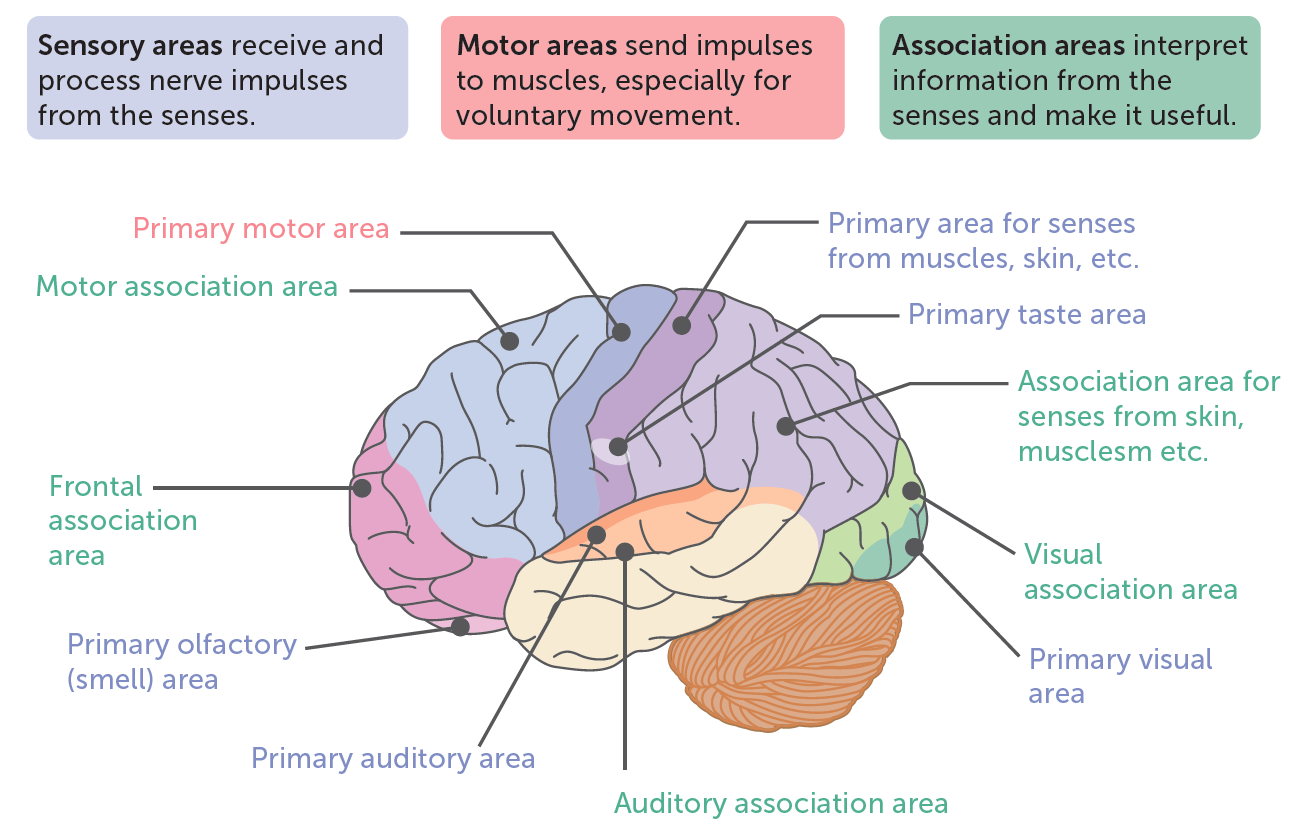 Sensory areas receive and
process nerve impulses
from the senses.
Motor areas send impulses
to muscles, especially for
voluntary movement.
Association areas interpret
information from the
senses and make it useful.
Primary motor area
Motor association area
Primary area for senses
from muscles, skin, etc.
Primary taste area
Association area for
senses from skin,
musclesm etc.
Frontal
association
area
Visual
association area
Primary olfactory
(smell) area
Primary visual
area
Primary auditory area
Auditory association area